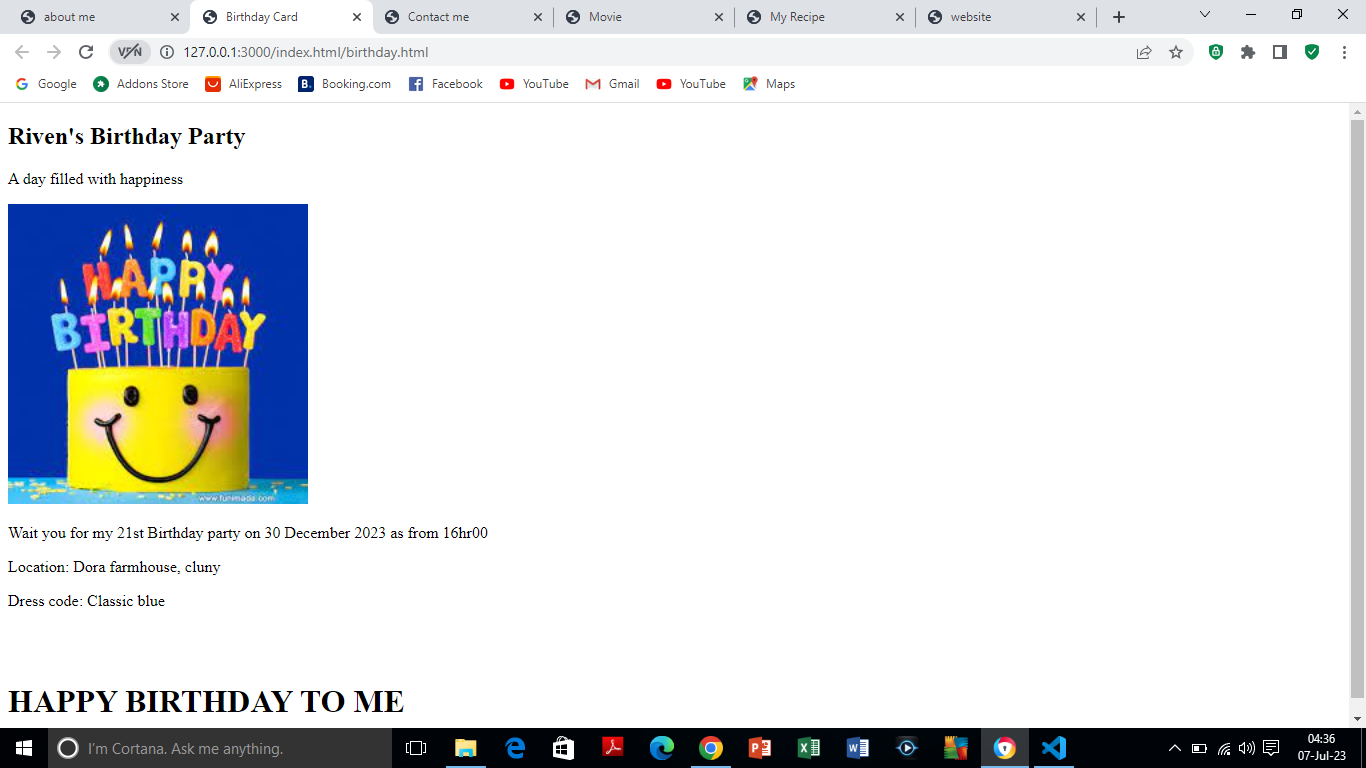 about me
Birthday Card
Contact me
Movie
My Recipe
website
VPN
127.0.0.1:3000/index.html/birthday.html
Google
Addons Store
AliExpress
B. Booking.com
Facebook
YouTube
Gmail
YouTube
Maps
Riven's Birthday Party
A day filled with happiness
HAPPY
BIRTHDAY
www.funimada.com
Wait you for my 21st Birthday party on 30 December 2023 as from 16hr00
Location: Dora farmhouse, cluny
Dress code: Classic blue
HAPPY BIRTHDAY TO ME
I'm Cortana. Ask me anything.
04:36
07-Jul-23